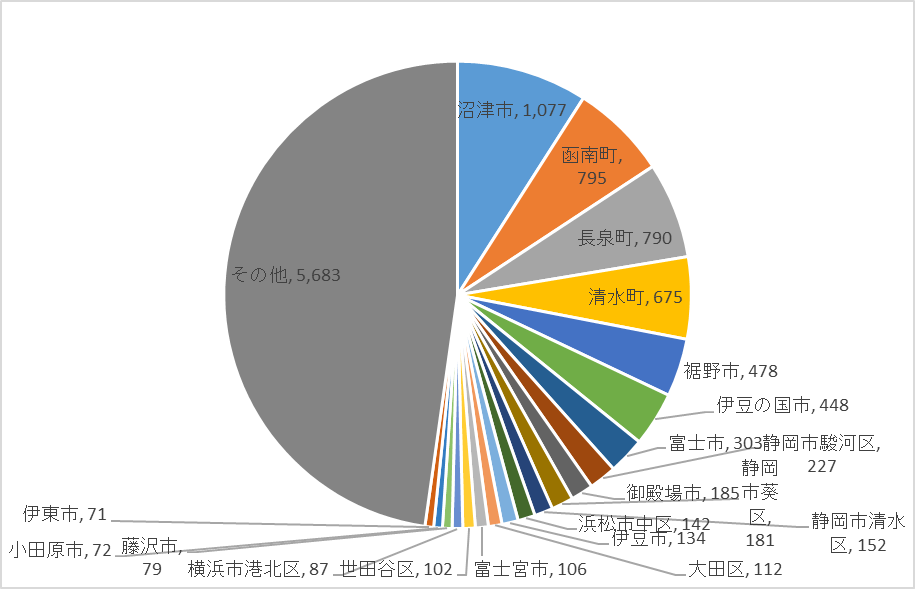 沼津市, 1,077
函南町,
795
長泉町, 790
清水町, 675
その他, 5,683
裾野市, 478
伊豆の国市, 448
富士市, 303
静岡市駿河区,
227
御殿場市, 185
静岡
市葵
区,
181
静岡市清水
区, 152
浜松市中区, 142
伊豆市, 134
大田区, 112
富士宮市, 106
世田谷区, 102
横浜市港北区, 87
藤沢市,
79
小田原市, 72
伊東市, 71